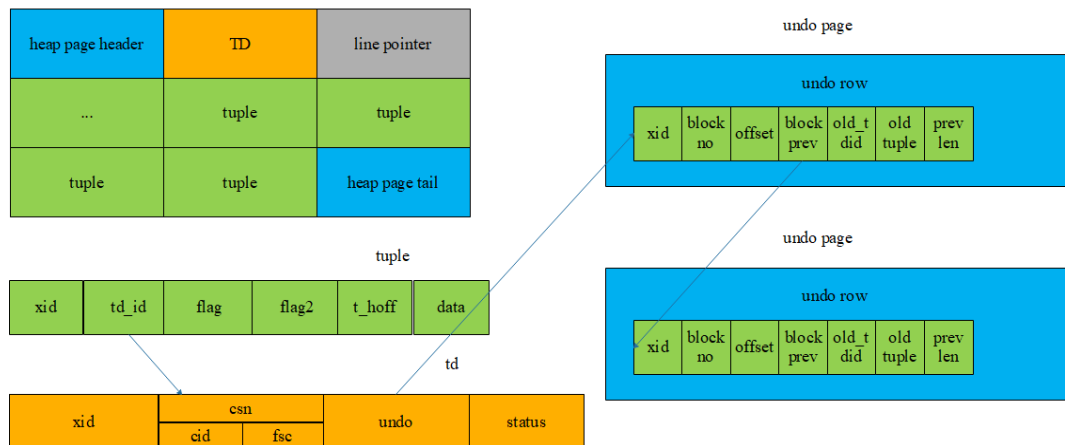 heap page header
TD
line pointer
...
tuple
tuple
tuple
tuple
heap page tail
tuple
xid
td_id
flag
flag2
t_hoff
data
td
xid
csn
cid
fsc
undo
status
undo page
undo row
xid
block
no
offset
block
prev
old_t
did
old
tuple
prev
len
undo page
undo row
xid
block
no
offset
block
prev
old_t
did
old
tuple
prev
len